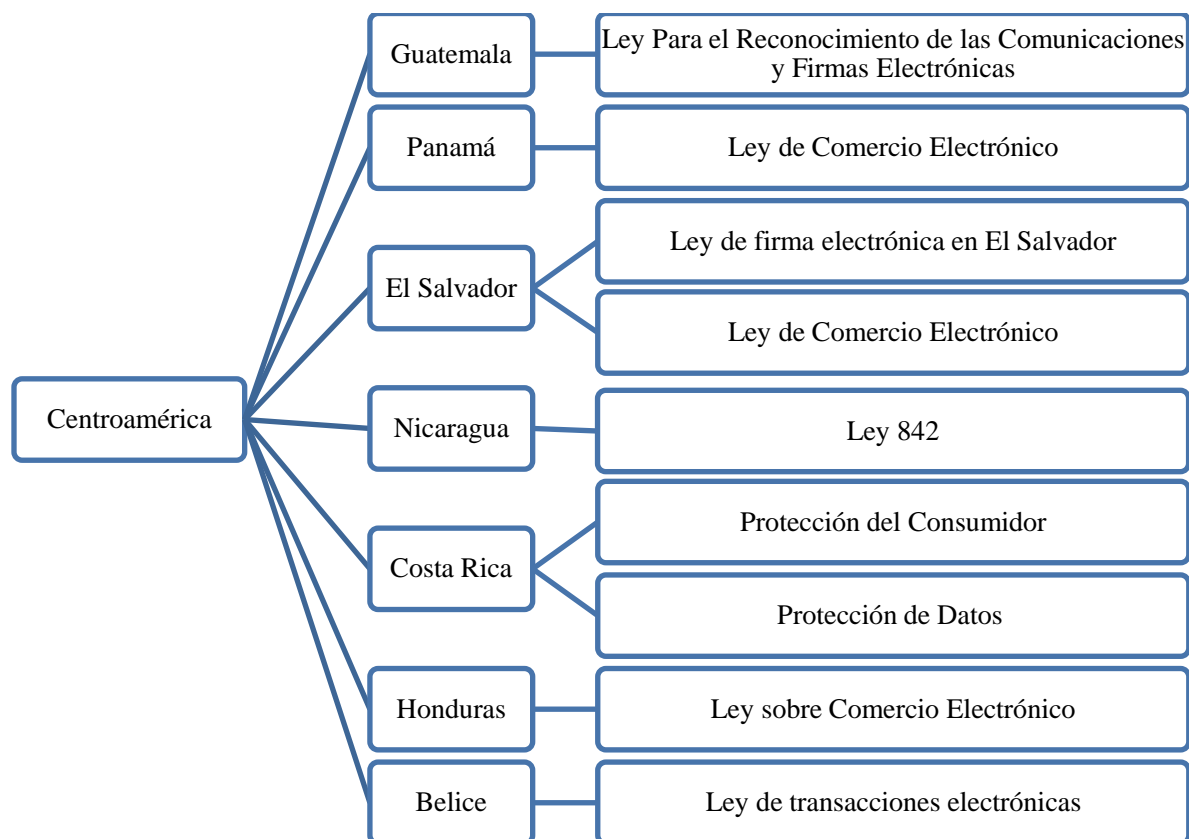 Centroamérica
Guatemala
Ley Para el Reconocimiento de las Comunicaciones
y Firmas Electrónicas
Panamá
Ley de Comercio Electrónico
El Salvador
Ley de firma electrónica en El Salvador
Ley de Comercio Electrónico
Nicaragua
Ley 842
Costa Rica
Protección del Consumidor
Protección de Datos
Honduras
Ley sobre Comercio Electrónico
Belice
Ley de transacciones electrónicas